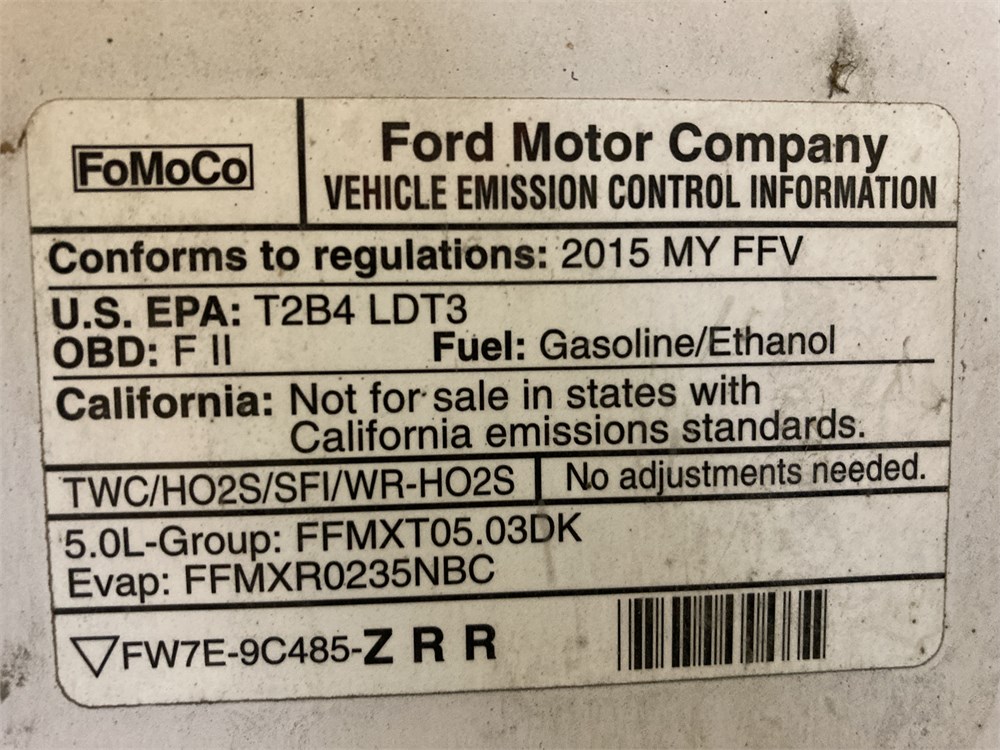 FoMoCo
Ford Motor Company
VEHICLE EMISSION CONTROL INFORMATION
Conforms to regulations: 2015 MY FFV
U.S. EPA: T2B4 LDT3
OBD: F II Fuel: Gasoline/Ethanol
California: Not for sale in states with
California emissions standards.
TWC/HO2S/SFI/WR-HO2S No adjustments needed.
5.0L-Group: FFMXT05.03DK
Evap: FFMXR0235NBC
FW7E-9C485-Z R R